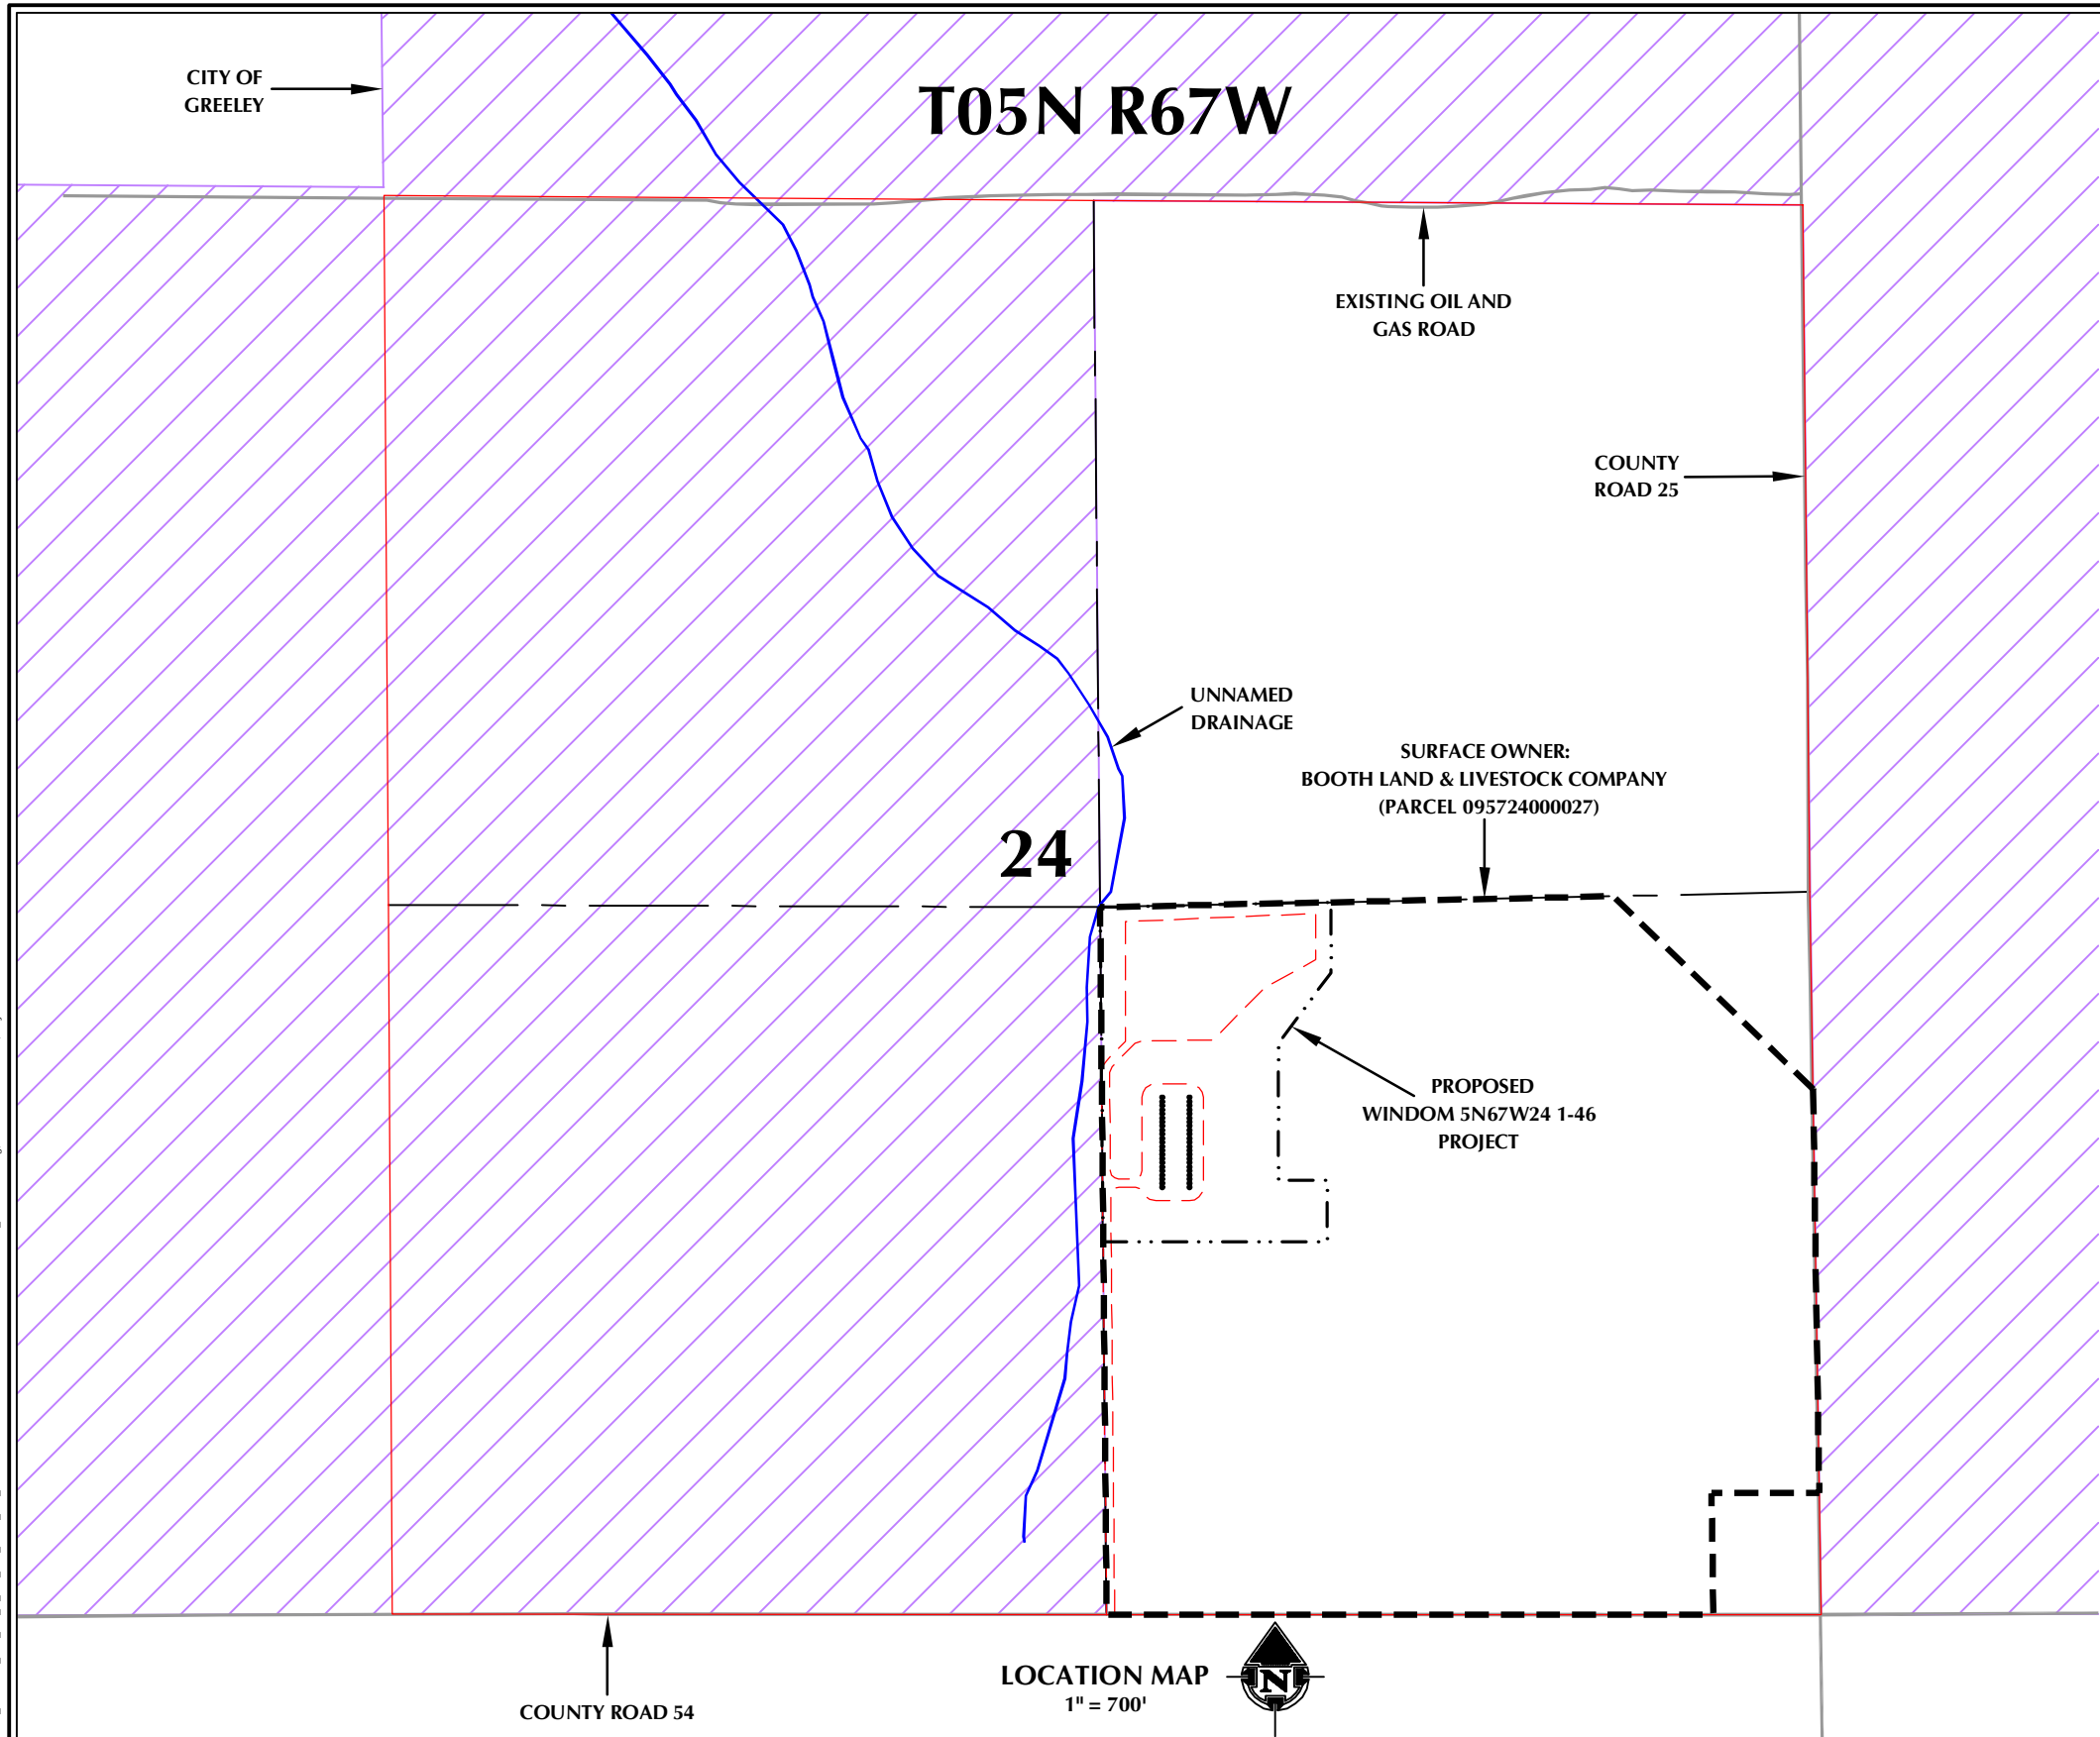 CITY OF
GREELEY
T05N R67W
EXISTING OIL AND
GAS ROAD
COUNTY
ROAD 25
UNNAMED
DRAINAGE
SURFACE OWNER:
BOOTH LAND & LIVESTOCK COMPANY
(PARCEL 095724000027)
24
PROPOSED
WINDOM 5N67W24 1-46
PROJECT
LOCATION MAP
1" = 700'
N
COUNTY ROAD 54